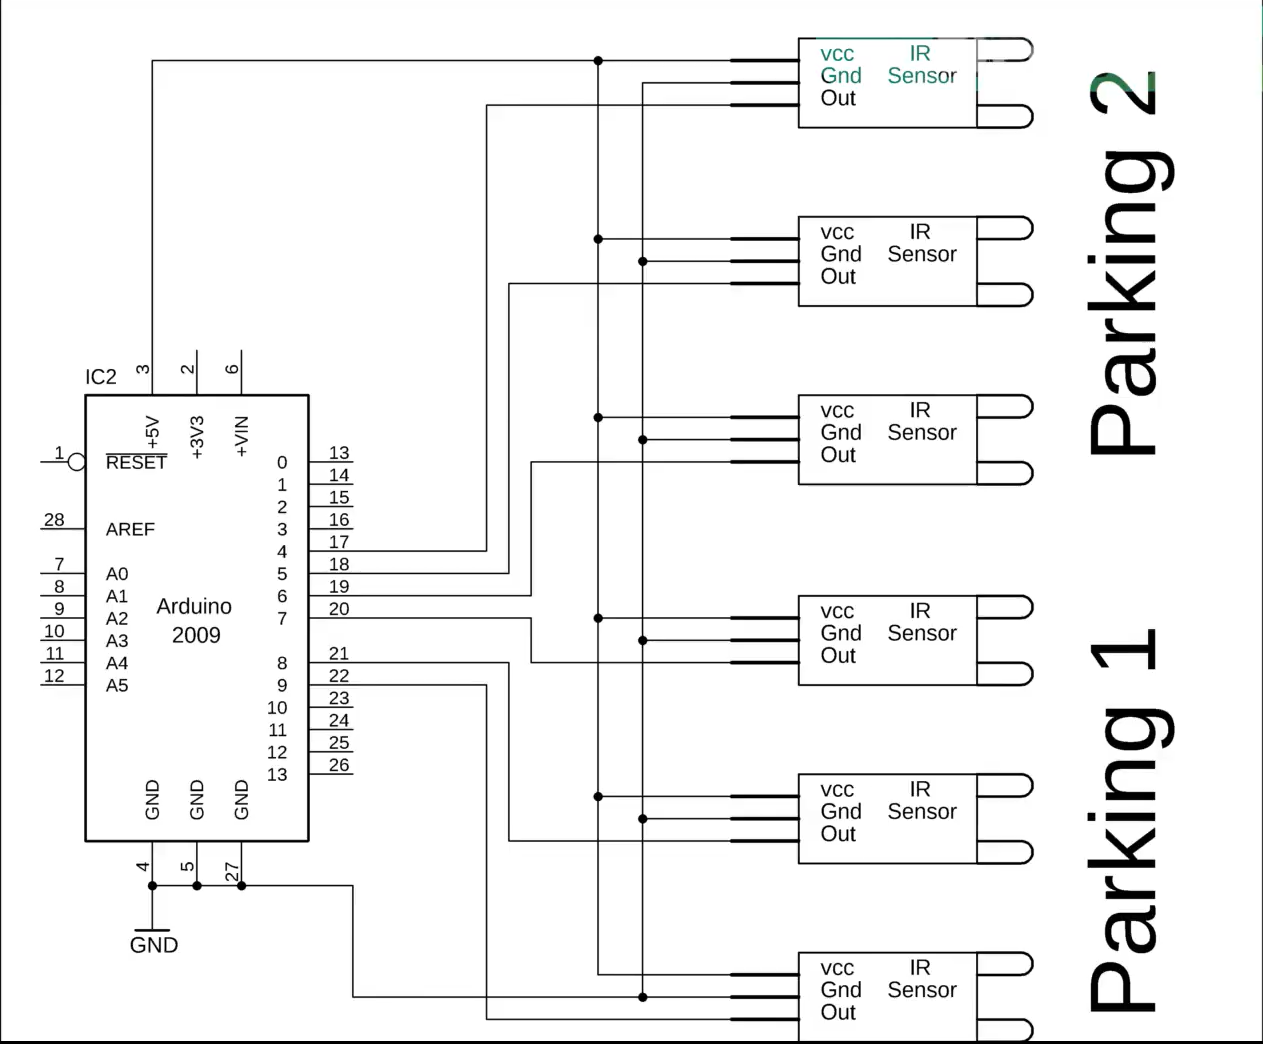 vcc IR
Gnd Sensor
Out
Parking 2
vcc IR
Gnd Sensor
Out
IC2
3
2
6
+5V
+3V3
+VIN
vcc IR
Gnd Sensor
Out
1 RESET
0 13
1 14
2 15
28 AREF
3 16
4 17
7 A0
5 18
8 A1
6 19
9 A2
7 20
10 A3
11 A4
8 21
12 A5
9 22
Arduino
2009
10 23
11 24
12 25
13 26
GND
GND
GND
4
5
27
GND
vcc IR
Gnd Sensor
Out
Parking 1
vcc IR
Gnd Sensor
Out
vcc IR
Gnd Sensor
Out